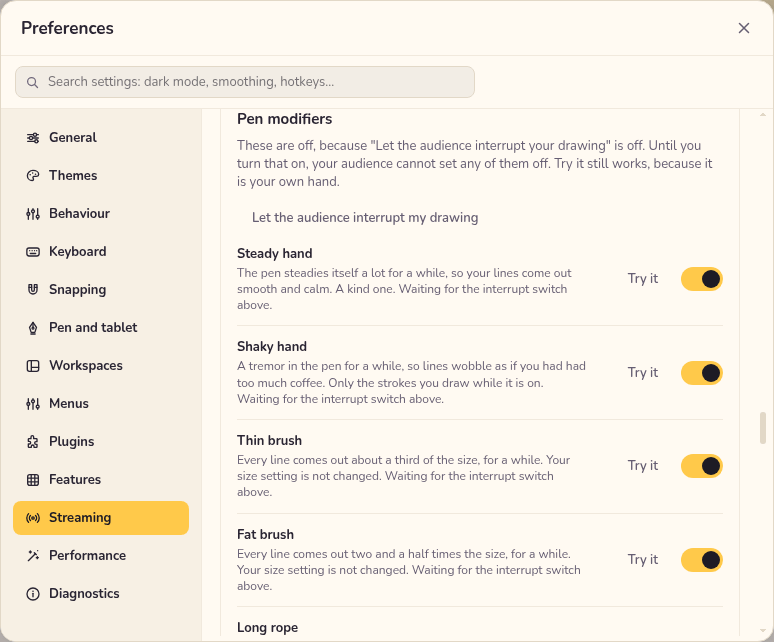 Preferences
Search settings: dark mode, smoothing, hotkeys...
General
Themes
Behaviour
Keyboard
Snapping
Pen and tablet
Workspaces
Menus
Plugins
Features
Streaming
Performance
Diagnostics
Pen modifiers
These are off, because "Let the audience interrupt your drawing" is off. Until you
turn that on, your audience cannot set any of them off. Try it still works, because it
is your own hand.
Let the audience interrupt my drawing
Steady hand
The pen steadies itself a lot for a while, so your lines come out
smooth and calm. A kind one. Waiting for the interrupt switch
above.
Try it
Shaky hand
A tremor in the pen for a while, so lines wobble as if you had had
too much coffee. Only the strokes you draw while it is on.
Waiting for the interrupt switch above.
Try it
Thin brush
Every line comes out about a third of the size, for a while. Your
size setting is not changed. Waiting for the interrupt switch
above.
Try it
Fat brush
Every line comes out two and a half times the size, for a while.
Your size setting is not changed. Waiting for the interrupt switch
above.
Try it
Long rope